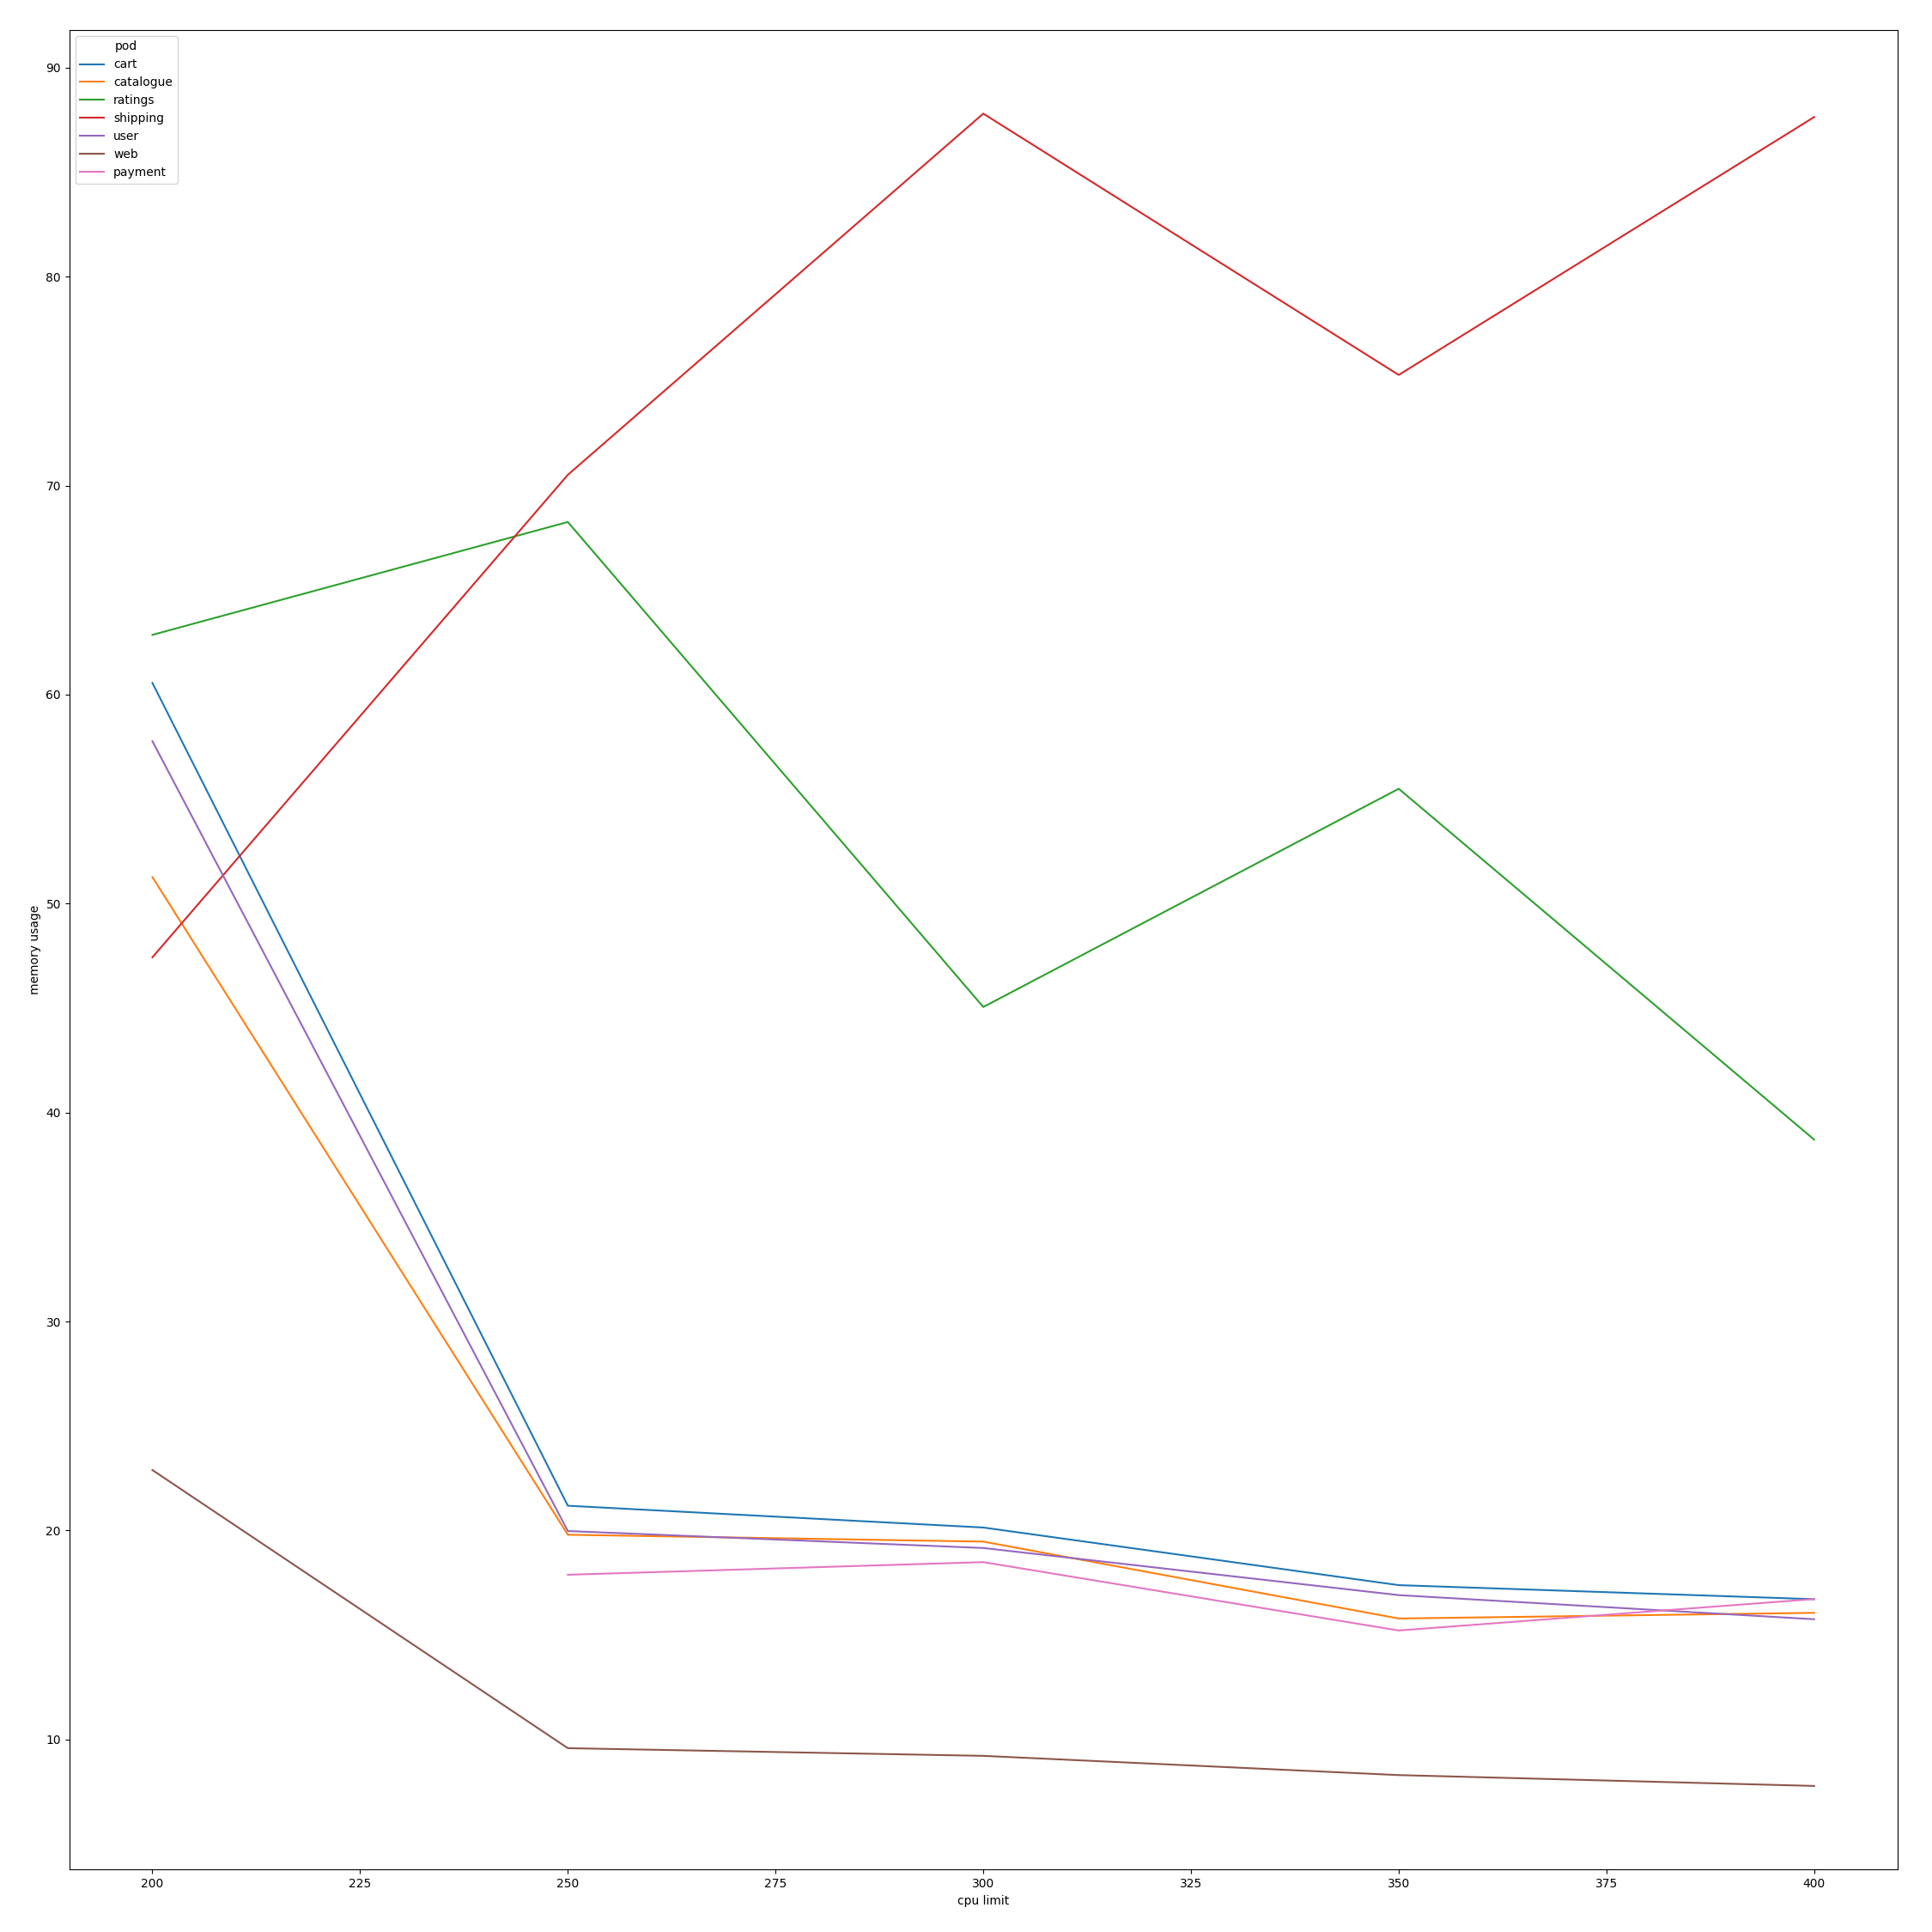 pod
cart
catalogue
ratings
shipping
user
web
payment
90
80
70
60
50
40
30
20
10
memory usage
200 225 250 275 300 325 350 375 400
cpu limit